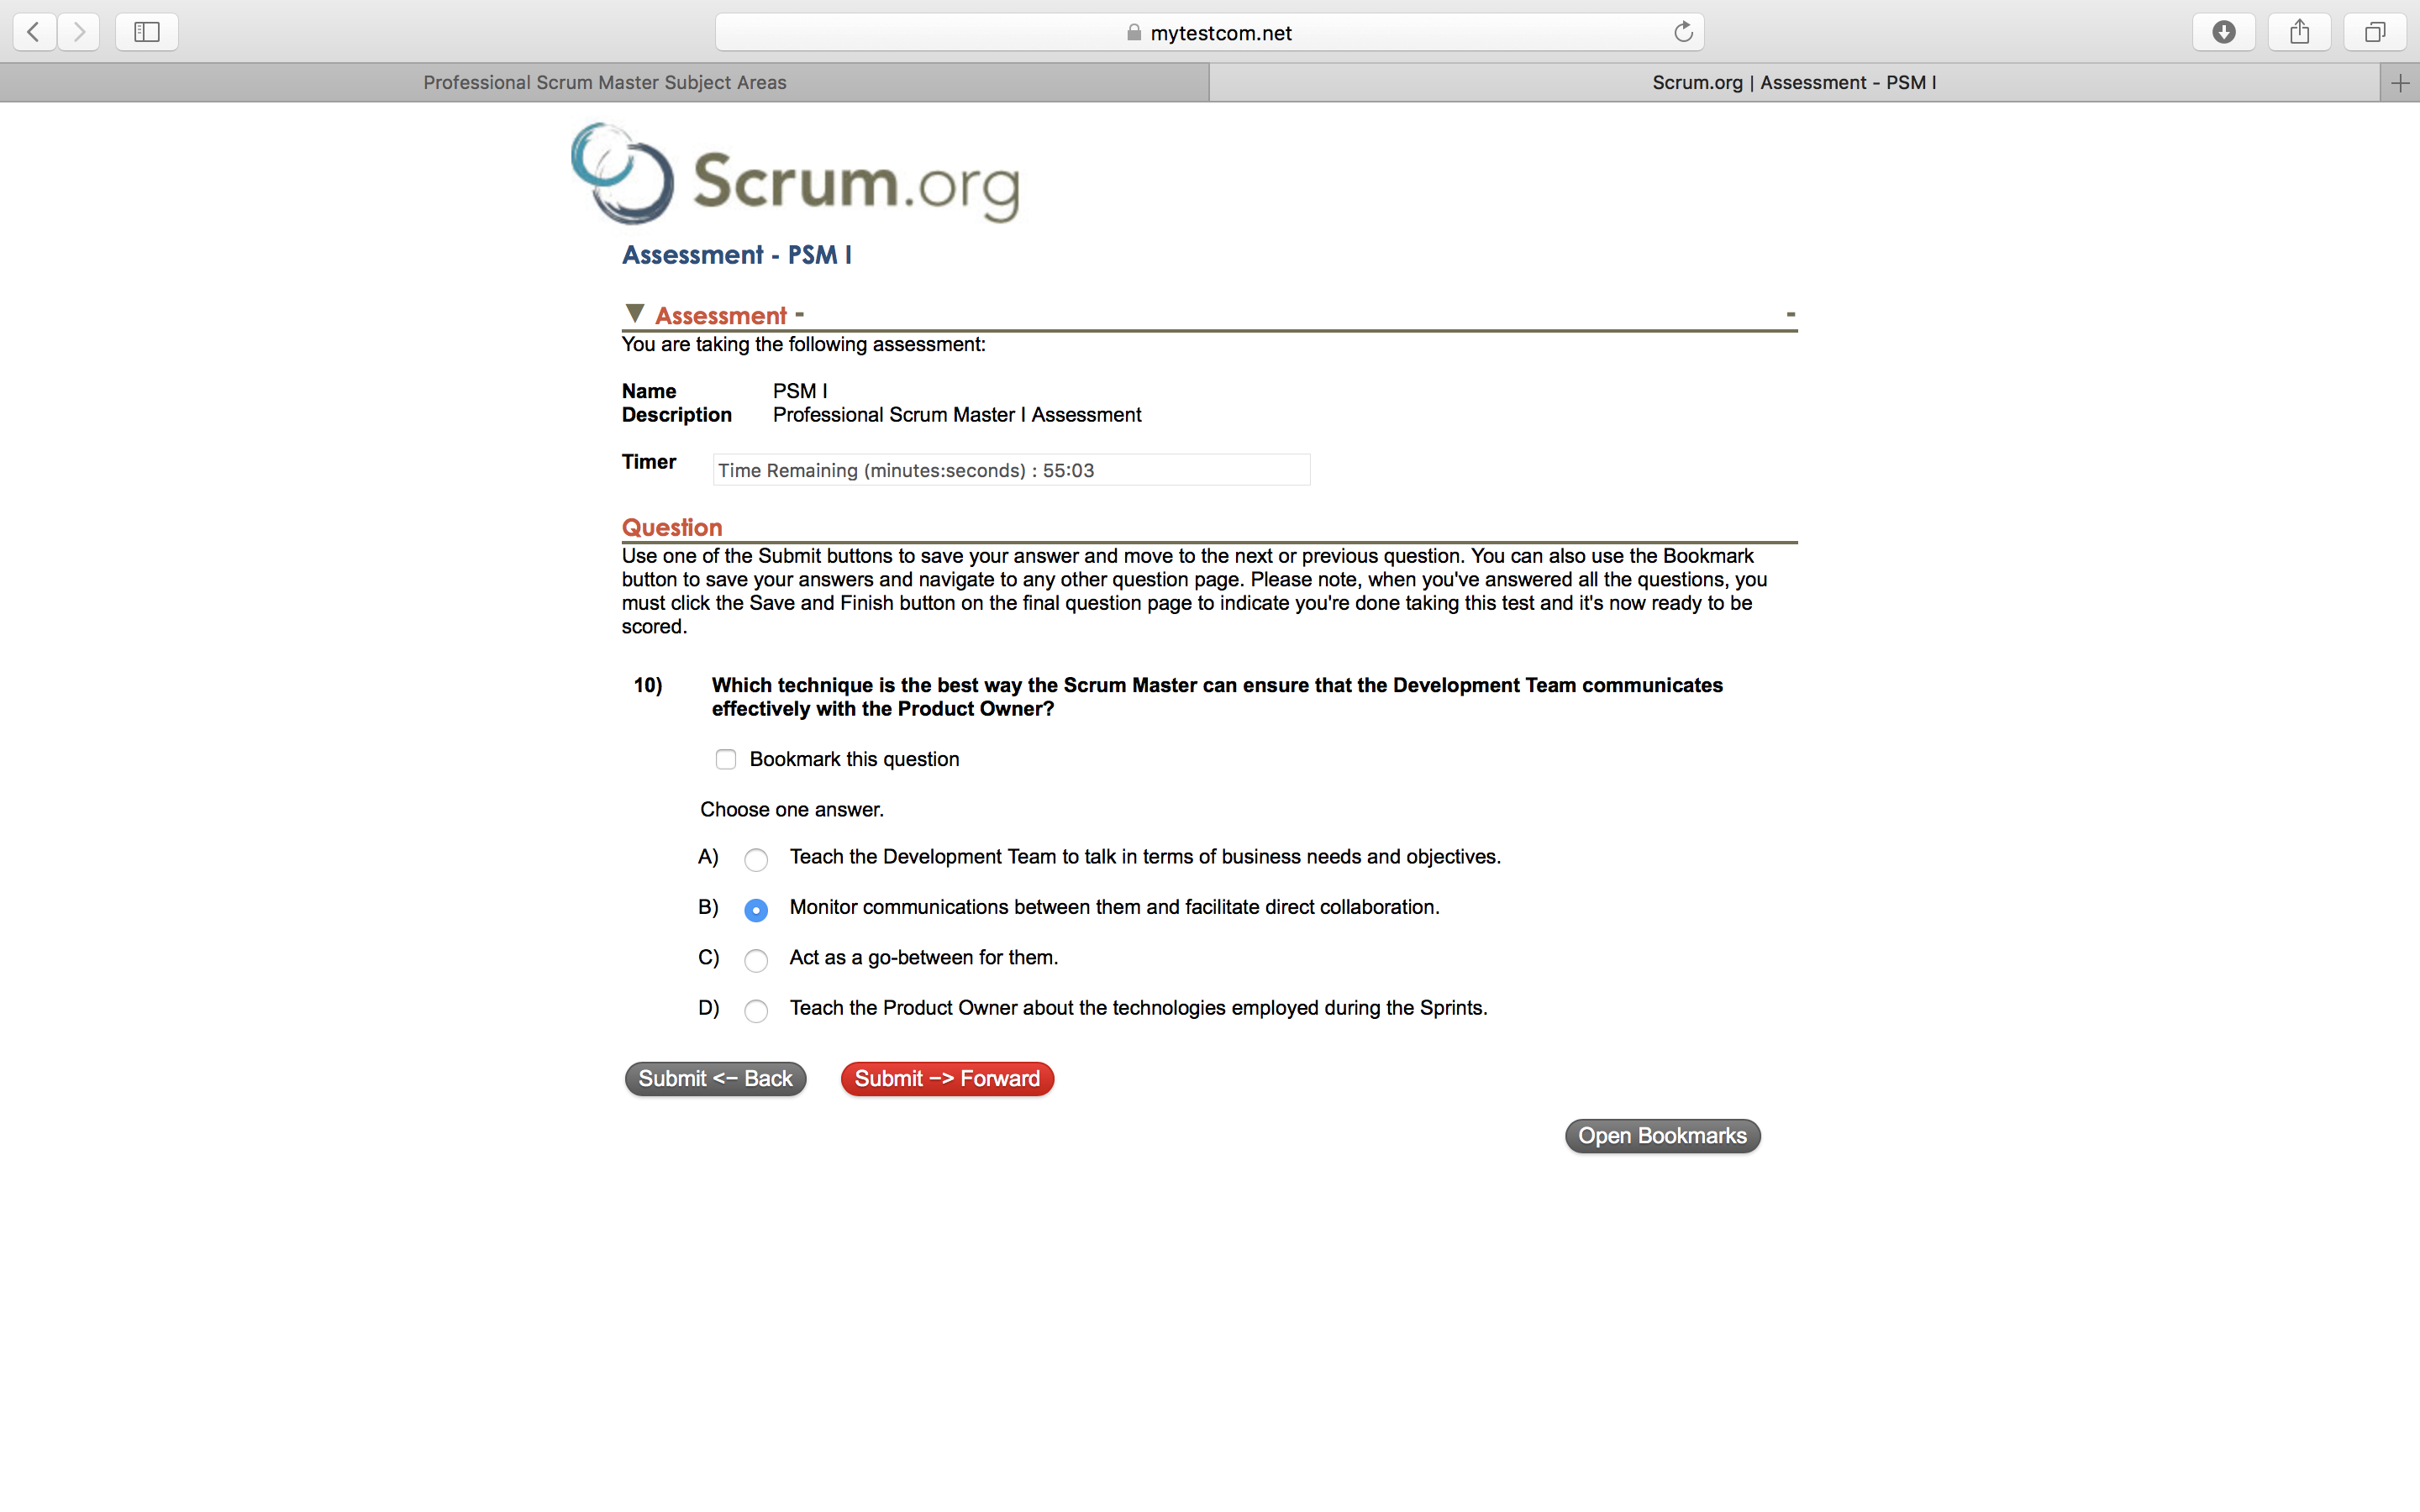 mytestcom.net
Professional Scrum Master Subject Areas
Scrum.org | Assessment - PSM I
Scrum.org
Assessment - PSM I
▼ Assessment - -
You are taking the following assessment:
Name PSM I
Description Professional Scrum Master I Assessment
Timer Time Remaining (minutes:seconds) : 55:03
Question
Use one of the Submit buttons to save your answer and move to the next or previous question. You can also use the Bookmark
button to save your answers and navigate to any other question page. Please note, when you've answered all the questions, you
must click the Save and Finish button on the final question page to indicate you're done taking this test and it's now ready to be
scored.
10) Which technique is the best way the Scrum Master can ensure that the Development Team communicates
effectively with the Product Owner?
Bookmark this question
Choose one answer.
A) Teach the Development Team to talk in terms of business needs and objectives.
B) Monitor communications between them and facilitate direct collaboration.
C) Act as a go-between for them.
D) Teach the Product Owner about the technologies employed during the Sprints.
Submit <- Back Submit -> Forward
Open Bookmarks